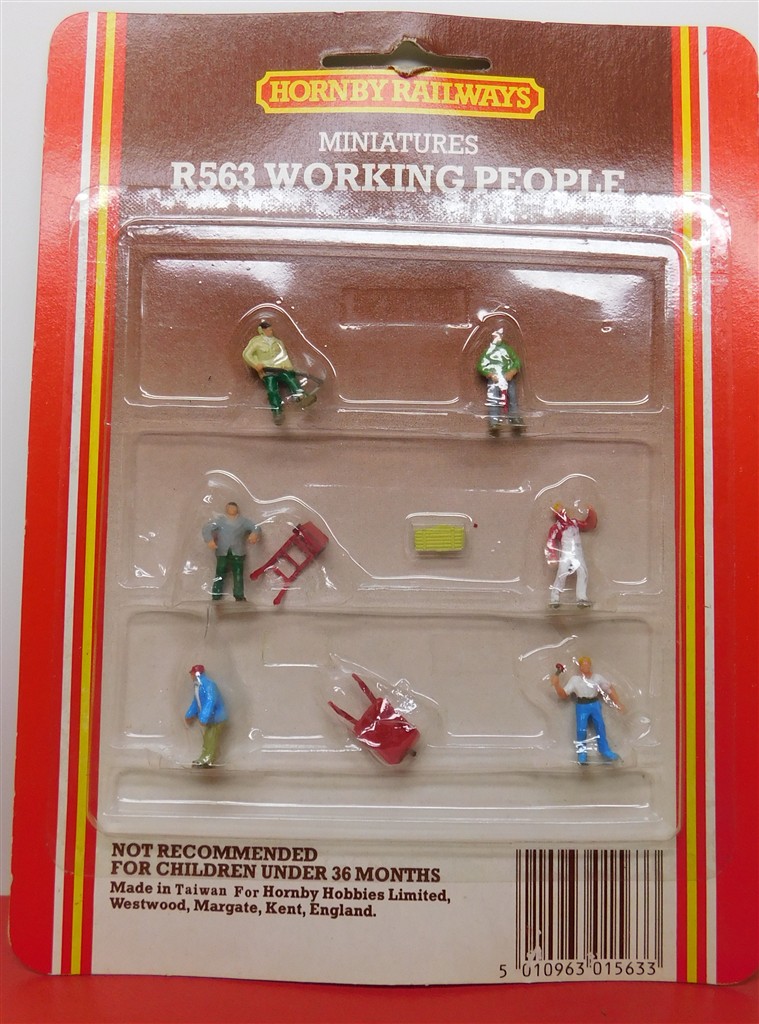 HORNBY RAILWAYS
MINIATURES
R563 WORKING PEOPLE
NOT RECOMMENDED
FOR CHILDREN UNDER 36 MONTHS
Made in Taiwan For Hornby Hobbies Limited,
Westwood, Margate, Kent, England.
5 010963 015633